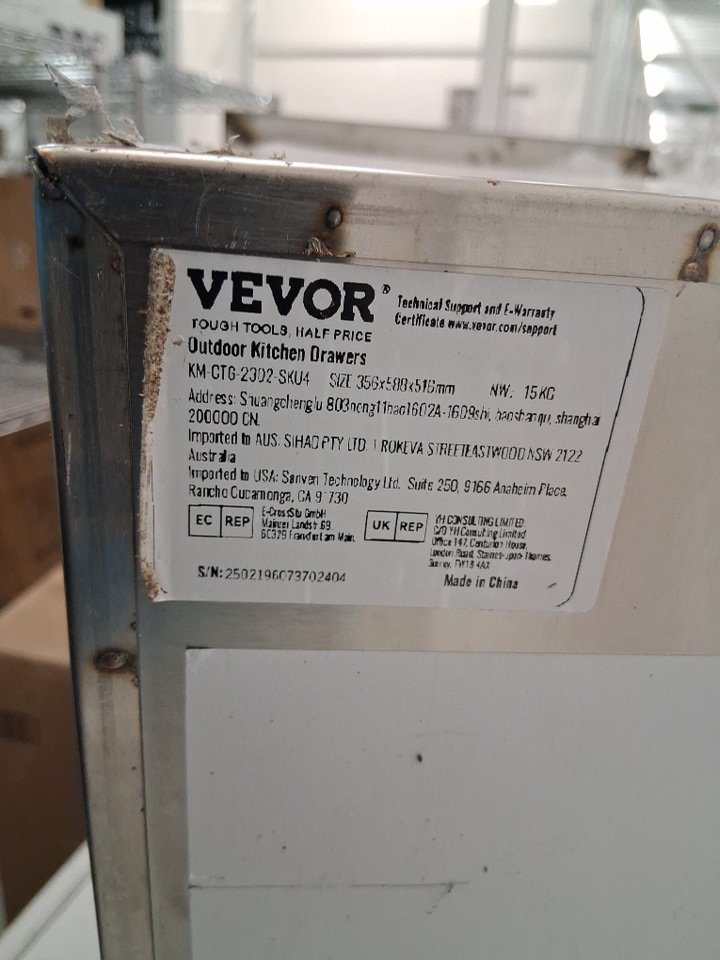 VEVOR®
Technical Support and E-Warranty
Certificate www.vevor.com/support
TOUGH TOOLS, HALF PRICE
Outdoor Kitchen Drawers
KM-CTG-2302-SKU4 SIZE 356x588x516mm NW: 15KG
Address: Shuangchenglu 803nong11hao1602A-1609shi, baoshanqu, shanghai
200000 CN.
Imported to AUS: SIHAO PTY LTD. 1 ROKEVA STREETEASTWOOD NSW 2122
Australia
Imported to USA: Sanven Technology Ltd. Suite 250, 9166 Anaheim Place,
Rancho Cucamonga, CA 91730
EC REP
E-CrossStu GmbH
Mainzer Landstr.69,
60329 Frankfurt am Main.
UK REP
YH CONSULTING LIMITED
C/O YH Consulting Limited
Office 147, Centurion House,
London Road, Staines-upon-Thames,
Surrey, TW18 4AX
S/N: 2502196073702404
Made in China